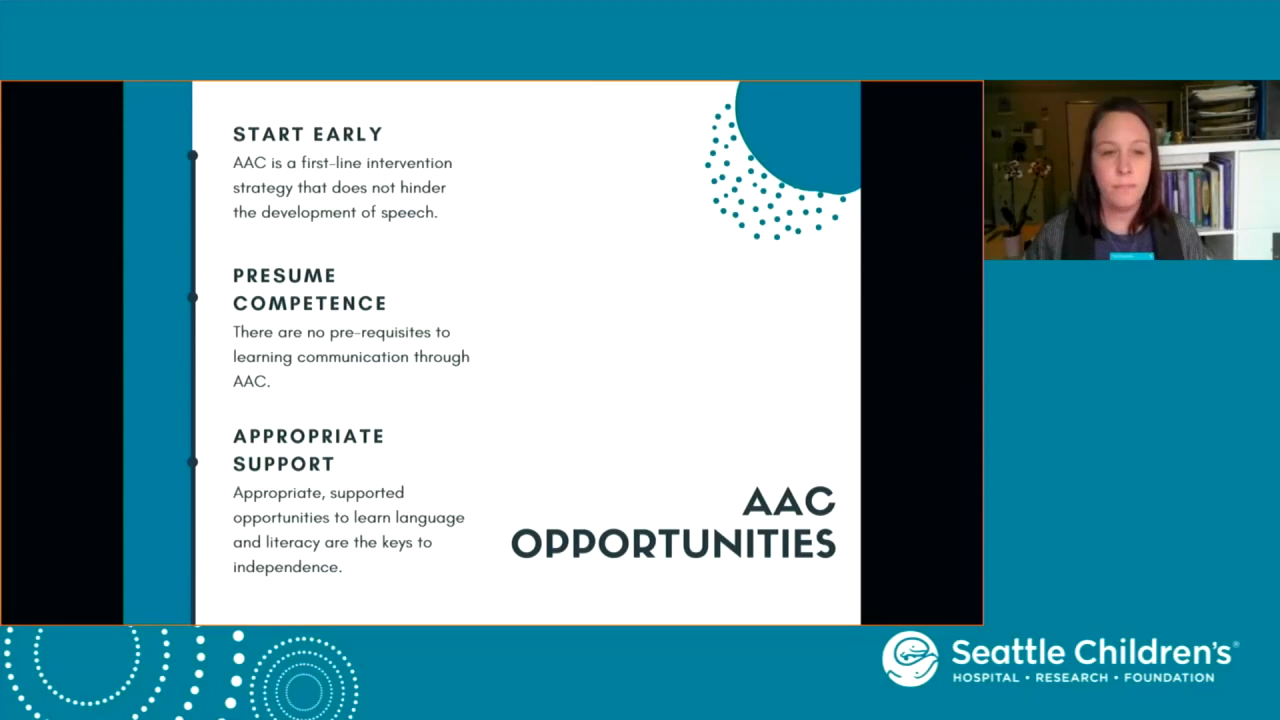 START EARLY
AAC is a first-line intervention
strategy that does not hinder
the development of speech.
PRESUME
COMPETENCE
There are no pre-requisites to
learning communication through
AAC.
APPROPRIATE
SUPPORT
Appropriate, supported
opportunities to learn language
and literacy are the keys to
independence.
AAC
OPPORTUNITIES
Seattle Children's®
HOSPITAL • RESEARCH • FOUNDATION